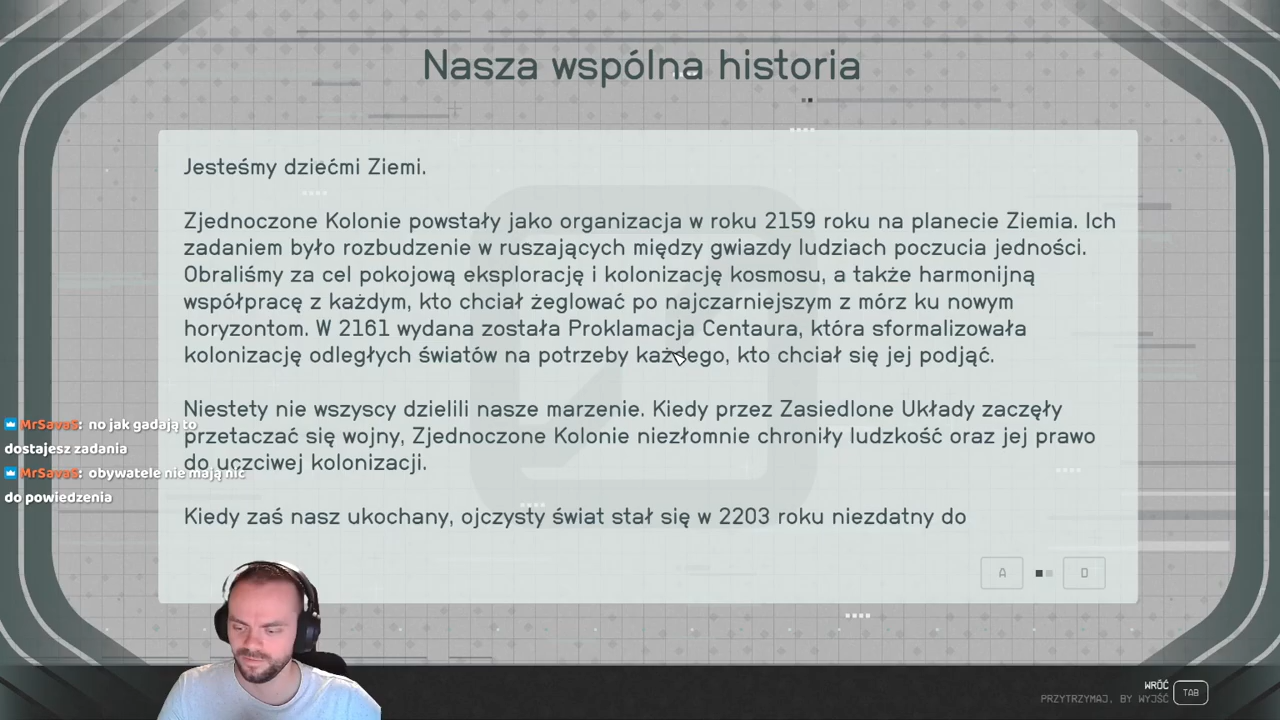 Nasza wspólna historia
Jesteśmy dziećmi Ziemi.
Zjednoczone Kolonie powstały jako organizacja w roku 2159 roku na planecie Ziemia. Ich
zadaniem było rozbudzenie w ruszających między gwiazdy ludziach poczucia jedności.
Obraliśmy za cel pokojową eksplorację i kolonizację kosmosu, a także harmonijną
współpracę z każdym, kto chciał żeglować po najczarniejszym z mórz ku nowym
horyzontom. W 2161 wydana została Proklamacja Centaura, która sformalizowała
kolonizację odległych światów na potrzeby każdego, kto chciał się jej podjąć.
Niestety nie wszyscy dzielili nasze marzenie. Kiedy przez Zasiedlone Układy zaczęły
przetaczać się wojny, Zjednoczone Kolonie niezłomnie chroniły ludzkość oraz jej prawo
do uczciwej kolonizacji.
Kiedy zaś nasz ukochany, ojczysty świat stał się w 2203 roku niezdatny do
MrSavaS: no jak gadają to
dostajesz zadania
MrSavaS: obywatele nie mają nic
do powiedzenia
A D
WRÓĆ
PRZYTRZYMAJ, BY WYJŚĆ TAB